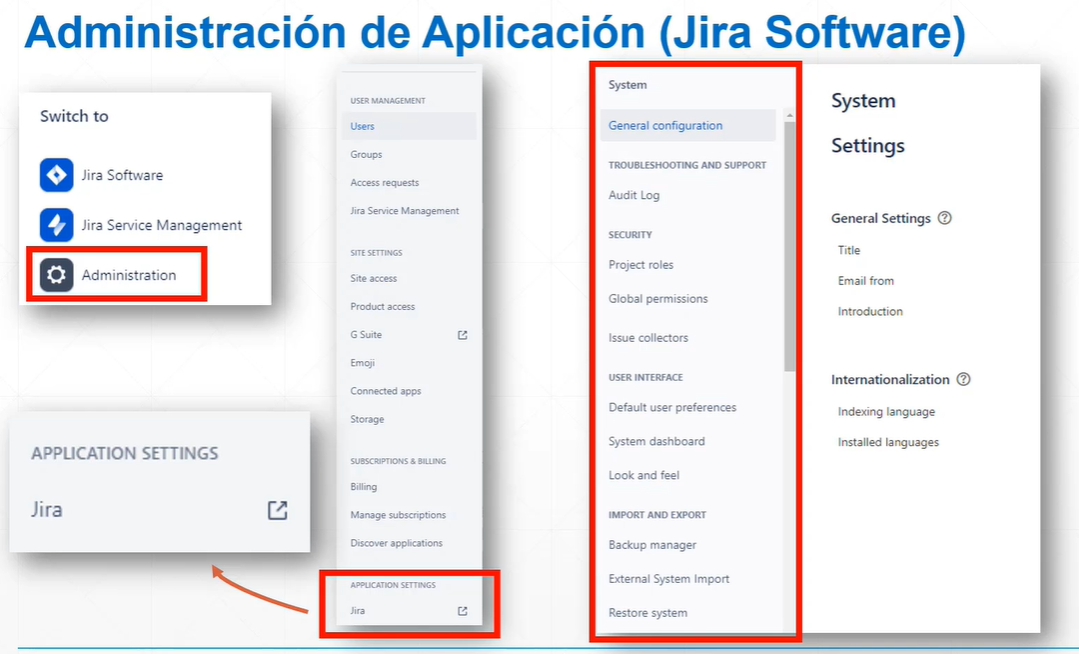 Administración de Aplicación (Jira Software)
Switch to
Jira Software
Jira Service Management
Administration
APPLICATION SETTINGS
Jira
USER MANAGEMENT
Users
Groups
Access requests
Jira Service Management
SITE SETTINGS
Site access
Product access
G Suite
Emoji
Connected apps
Storage
SUBSCRIPTIONS & BILLING
Billing
Manage subscriptions
Discover applications
APPLICATION SETTINGS
Jira
System
General configuration
TROUBLESHOOTING AND SUPPORT
Audit Log
SECURITY
Project roles
Global permissions
Issue collectors
USER INTERFACE
Default user preferences
System dashboard
Look and feel
IMPORT AND EXPORT
Backup manager
External System Import
Restore system
System
Settings
General Settings ?
Title
Email from
Introduction
Internationalization ?
Indexing language
Installed languages